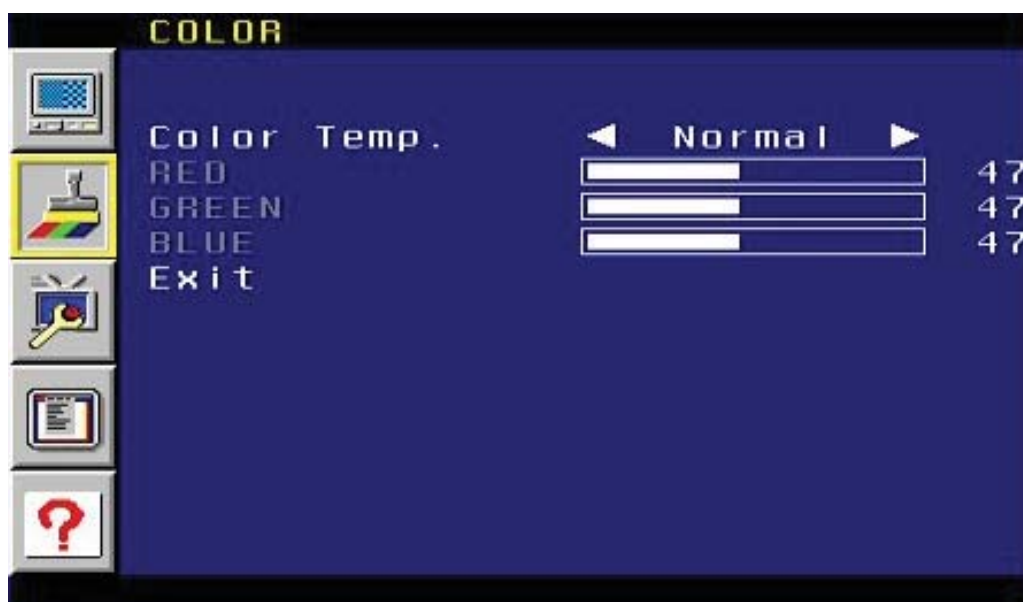 COLOR
Color Temp. ◀ Normal ▶
RED 47
GREEN 47
BLUE 47
Exit
?